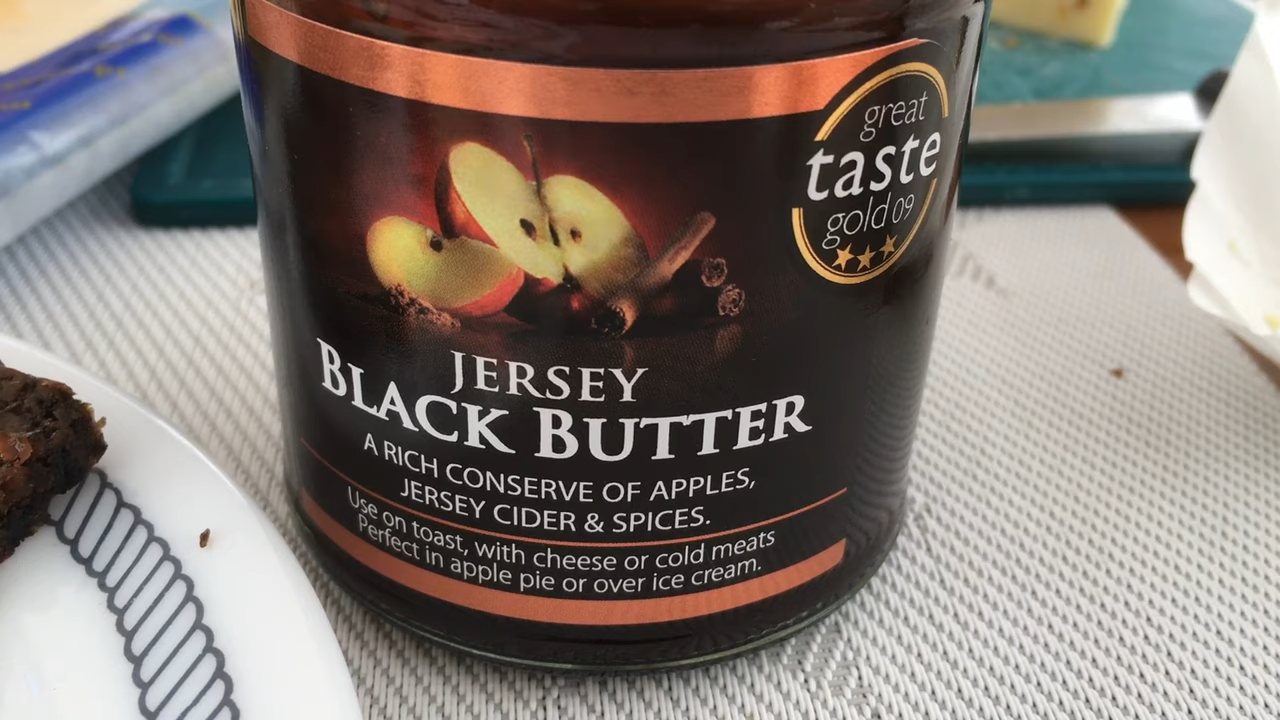 great
taste
gold 09
JERSEY
BLACK BUTTER
A RICH CONSERVE OF APPLES,
JERSEY CIDER & SPICES.
Use on toast, with cheese or cold meats
Perfect in apple pie or over ice cream.